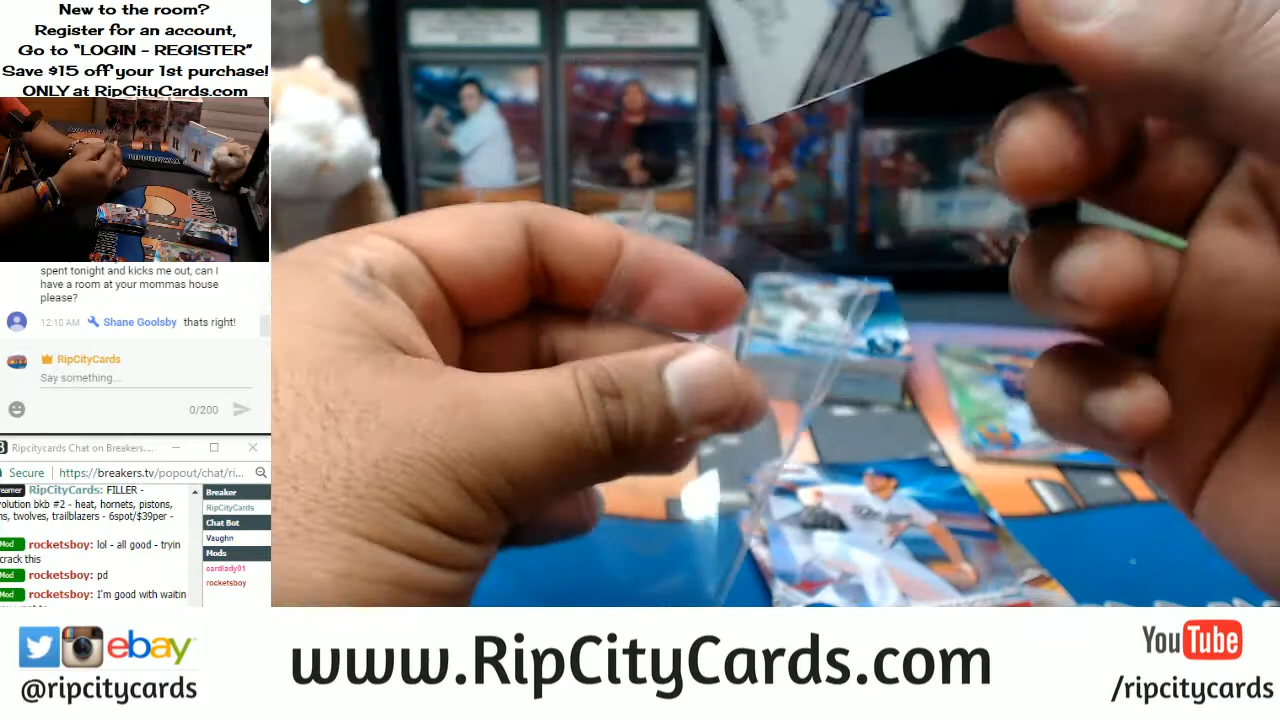 New to the room?
Register for an account,
Go to “LOGIN - REGISTER”
Save $15 off your 1st purchase!
ONLY at RipCityCards.com
spent tonight and kicks me out, can I
have a room at your mommas house
please?
12:10 AM Shane Goolsby thats right!
RipCityCards
Say something...
0/200
Ripcitycards Chat on Breakers....
Secure https://breakers.tv/popout/chat/ri...
reamer RipCityCards: FILLER -
volution bkb #2 - heat, hornets, pistons,
ns, twolves, trailblazers - 6spot/$39per -
Mod rocketsboy: lol - all good - tryin
crack this
Mod rocketsboy: pd
Mod rocketsboy: I'm good with waitin
Breaker
RipCityCards
Chat Bot
Vaughn
Mods
cardlady01
rocketsboy
ebay
@ripcitycards
www.RipCityCards.com
YouTube
/ripcitycards